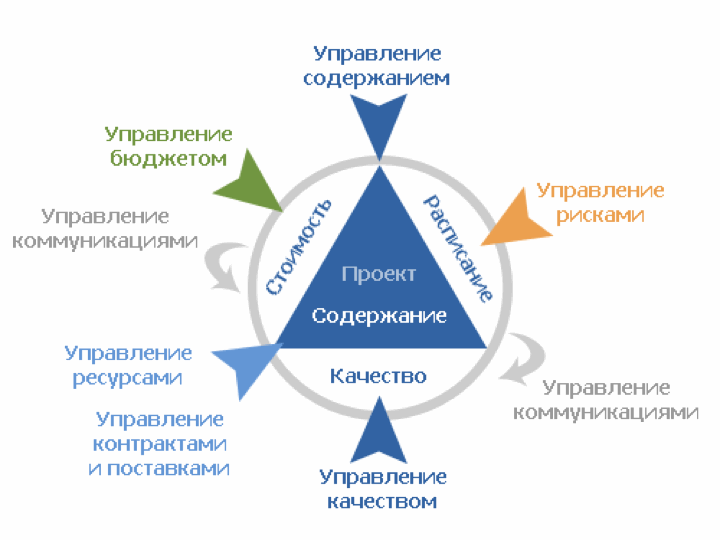 Управление
содержанием
Управление
бюджетом
Управление
рисками
Управление
коммуникациями
Стоимость
Расписание
Проект
Содержание
Управление
ресурсами
Качество
Управление
коммуникациями
Управление
контрактами
и поставками
Управление
качеством